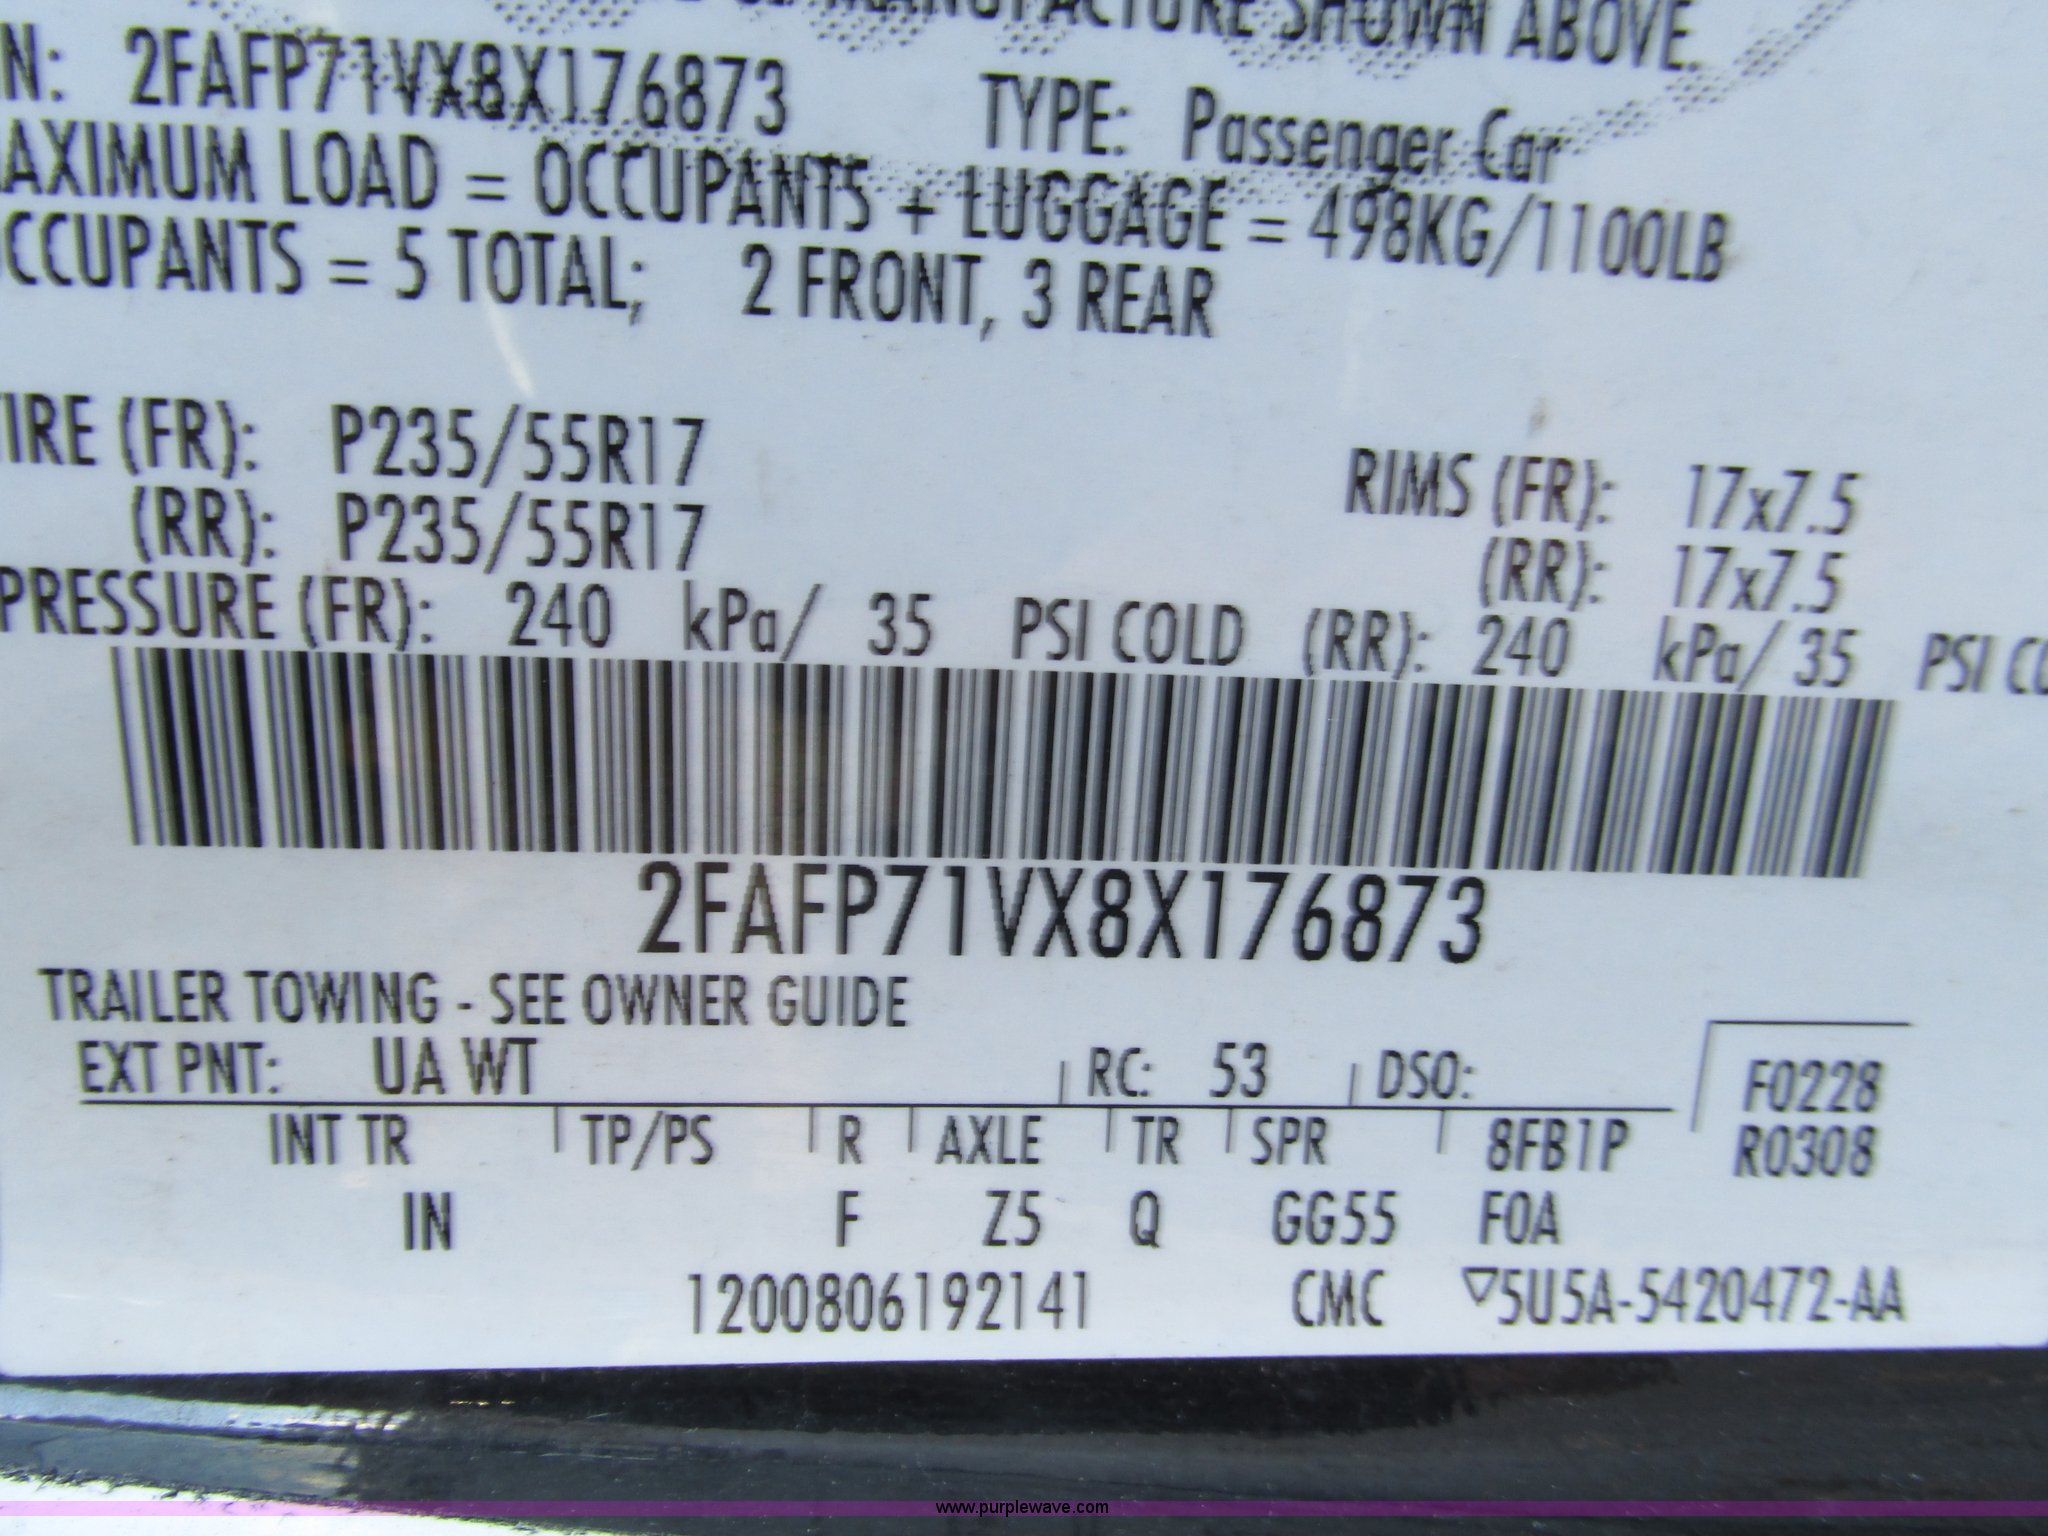 MANUFACTURE SHOWN ABOVE.
N: 2FAFP71VX8X176873 TYPE: Passenger Car
AXIMUM LOAD = OCCUPANTS + LUGGAGE = 498KG/1100LB
CCUPANTS = 5 TOTAL; 2 FRONT, 3 REAR
IRE (FR): P235/55R17 RIMS (FR): 17x7.5
(RR): P235/55R17 (RR): 17x7.5
PRESSURE (FR): 240 kPa/ 35 PSI COLD (RR): 240 kPa/ 35 PSI CO
2FAFP71VX8X176873
TRAILER TOWING - SEE OWNER GUIDE
EXT PNT: UA WT RC: 53 DSO: F0228
INT TR TP/PS R AXLE TR SPR 8FB1P R0308
IN F Z5 Q GG55 F0A
1200806192141 CMC ▽5U5A-5420472-AA
www.purplewave.com